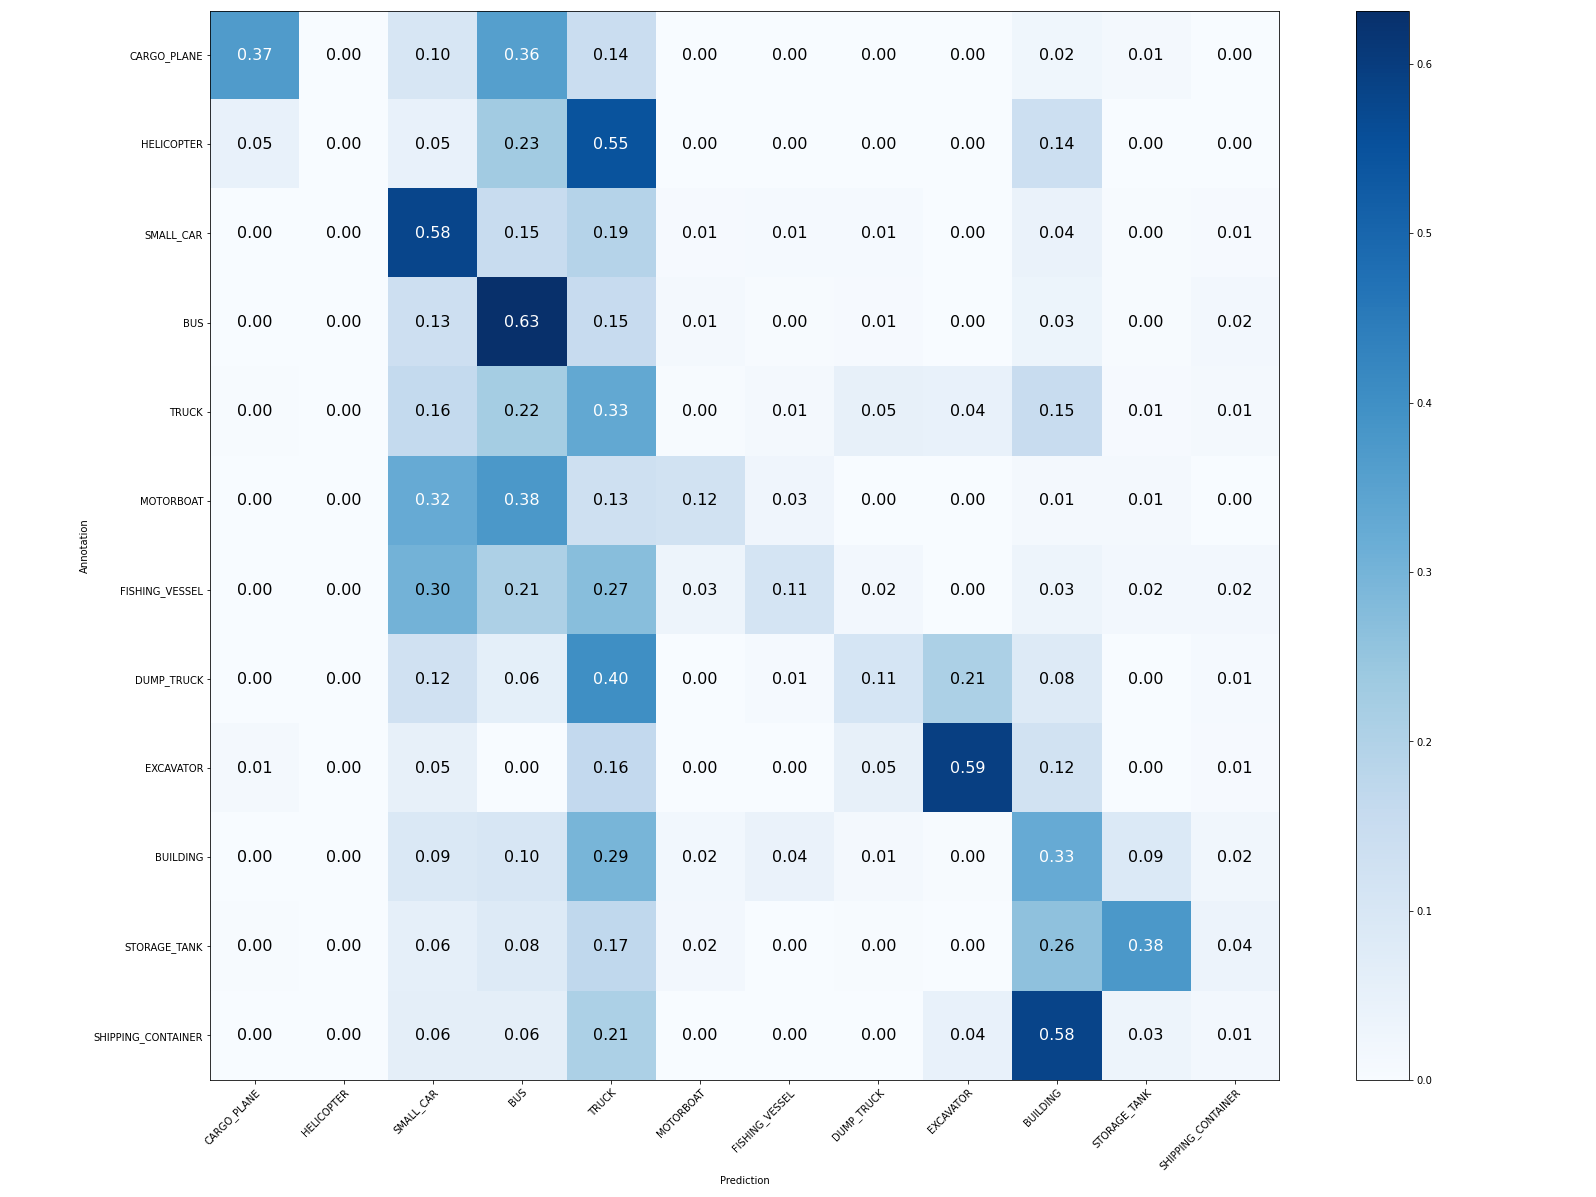 CARGO_PLANE 0.37 0.00 0.10 0.36 0.14 0.00 0.00 0.00 0.00 0.02 0.01 0.00
HELICOPTER 0.05 0.00 0.05 0.23 0.55 0.00 0.00 0.00 0.00 0.14 0.00 0.00
SMALL_CAR 0.00 0.00 0.58 0.15 0.19 0.01 0.01 0.01 0.00 0.04 0.00 0.01
BUS 0.00 0.00 0.13 0.63 0.15 0.01 0.00 0.01 0.00 0.03 0.00 0.02
TRUCK 0.00 0.00 0.16 0.22 0.33 0.00 0.01 0.05 0.04 0.15 0.01 0.01
MOTORBOAT 0.00 0.00 0.32 0.38 0.13 0.12 0.03 0.00 0.00 0.01 0.01 0.00
FISHING_VESSEL 0.00 0.00 0.30 0.21 0.27 0.03 0.11 0.02 0.00 0.03 0.02 0.02
DUMP_TRUCK 0.00 0.00 0.12 0.06 0.40 0.00 0.01 0.11 0.21 0.08 0.00 0.01
EXCAVATOR 0.01 0.00 0.05 0.00 0.16 0.00 0.00 0.05 0.59 0.12 0.00 0.01
BUILDING 0.00 0.00 0.09 0.10 0.29 0.02 0.04 0.01 0.00 0.33 0.09 0.02
STORAGE_TANK 0.00 0.00 0.06 0.08 0.17 0.02 0.00 0.00 0.00 0.26 0.38 0.04
SHIPPING_CONTAINER 0.00 0.00 0.06 0.06 0.21 0.00 0.00 0.00 0.04 0.58 0.03 0.01
CARGO_PLANE HELICOPTER SMALL_CAR BUS TRUCK MOTORBOAT FISHING_VESSEL DUMP_TRUCK EXCAVATOR BUILDING STORAGE_TANK SHIPPING_CONTAINER
Prediction
Annotation
0.6
0.5
0.4
0.3
0.2
0.1
0.0